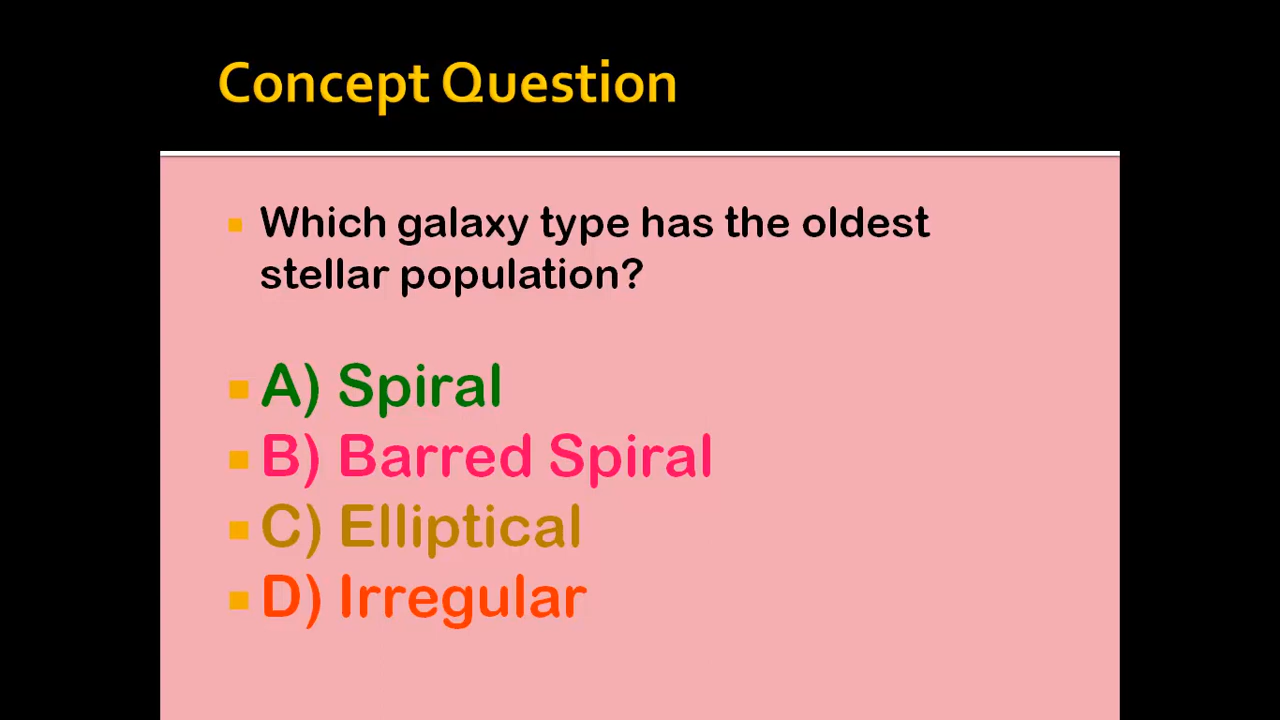 Concept Question
Which galaxy type has the oldest
stellar population?
A) Spiral
B) Barred Spiral
C) Elliptical
D) Irregular